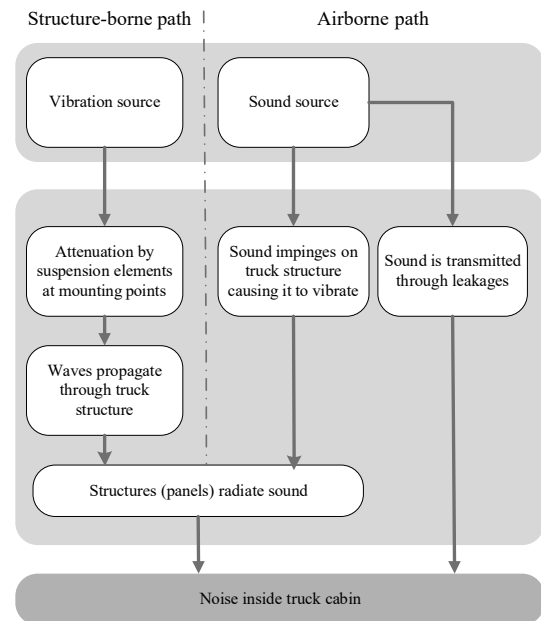 Structure-borne path
Airborne path
Vibration source
Sound source
Attenuation by
suspension elements
at mounting points
Sound impinges on
truck structure
causing it to vibrate
Sound is transmitted
through leakages
Waves propagate
through truck
structure
Structures (panels) radiate sound
Noise inside truck cabin